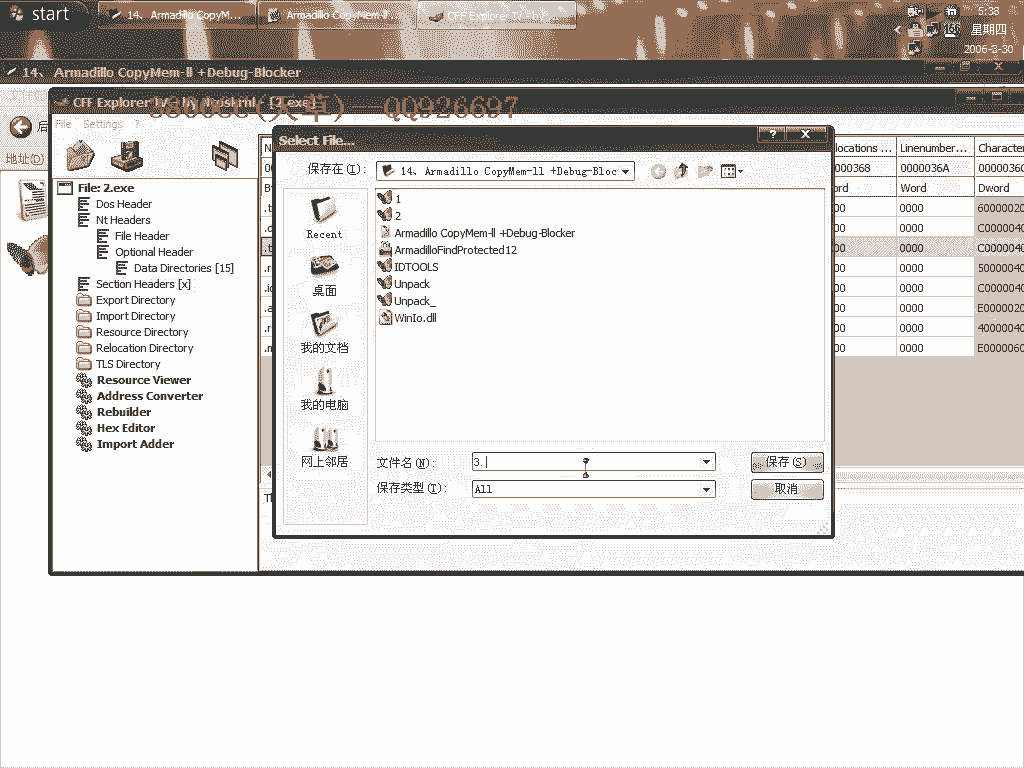 start
14、Armadillo CopyM...
Armadillo CopyMem-ll
CFF Explorer IV - by
5:38
星期四
2006-3-30
14、 Armadillo CopyMem-ll +Debug-Blocker
CFF Explorer IV - by
[2.exe]
(天草)--QQ926697
File Settings ?
后
地址(D)
Select File...
保存在(I):
14、Armadillo CopyMem-ll +Debug-Bloc
Recent
桌面
我的文档
我的电脑
网上邻居
1
2
Armadillo CopyMem-ll +Debug-Blocker
ArmadilloFindProtected12
IDTOOLS
Unpack
Unpack_
WinIo.dll
文件名(N):
3.
保存(S)
保存类型(T):
All
取消
File: 2.exe
Dos Header
Nt Headers
File Header
Optional Header
Data Directories [15]
Section Headers [x]
Export Directory
Import Directory
Resource Directory
Relocation Directory
TLS Directory
Resource Viewer
Address Converter
Rebuilder
Hex Editor
Import Adder
locations ... Linenumber... Character
000368 0000036A 0000036C
ord Word Dword
00 0000 6000002
00 0000 C000004
00 0000 C000004
00 0000 5000004
00 0000 C000004
00 0000 E000002
00 0000 4000004
00 0000 E000006